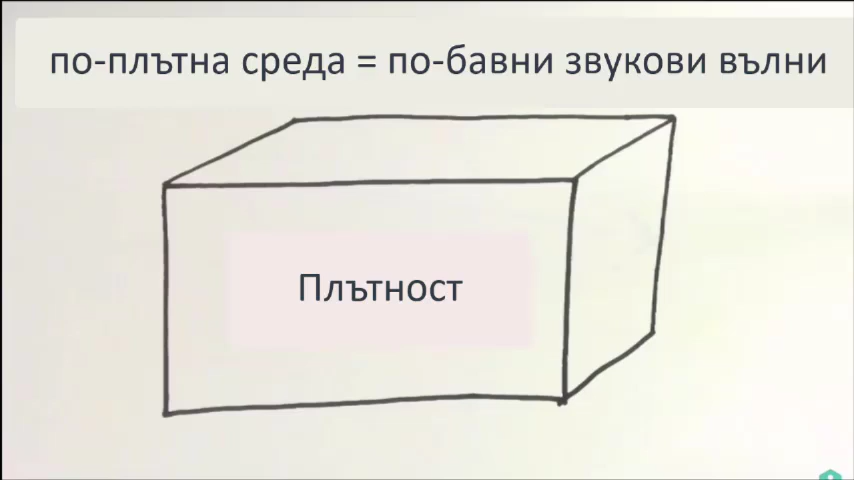 по-плътна среда = по-бавни звукови вълни
Плътност